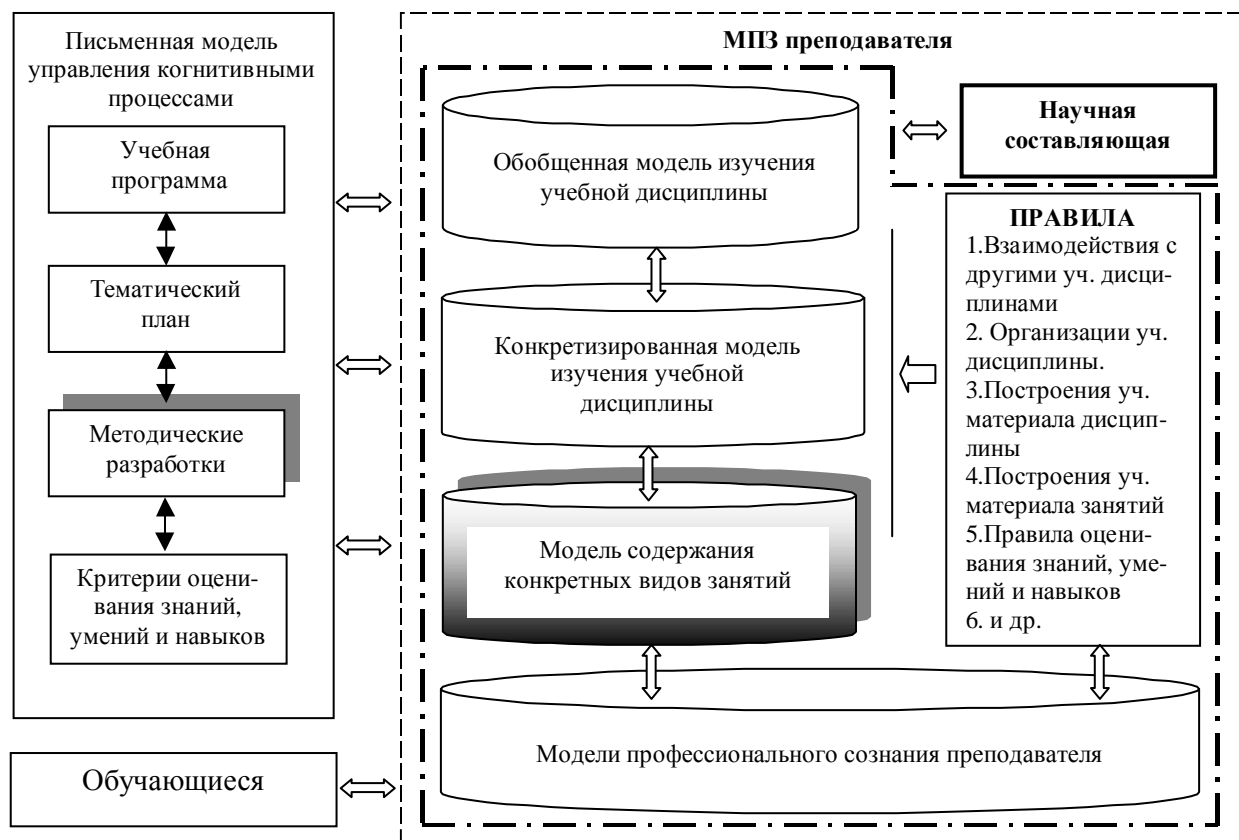 Письменная модель
управления когнитивными
процессами
Учебная
программа
Тематический
план
Методические
разработки
Критерии оцени-
вания знаний,
умений и навыков
Обучающиеся
МПЗ преподавателя
Обобщенная модель изучения
учебной дисциплины
Конкретизированная модель
изучения учебной
дисциплины
Модель содержания
конкретных видов занятий
Модели профессионального сознания преподавателя
Научная
составляющая
ПРАВИЛА
1.Взаимодействия с
другими уч. дисци-
плинами
2. Организации уч.
дисциплины.
3.Построения уч.
материала дисцип-
лины
4.Построения уч.
материала занятий
5.Правила оцени-
вания знаний, уме-
ний и навыков
6. и др.